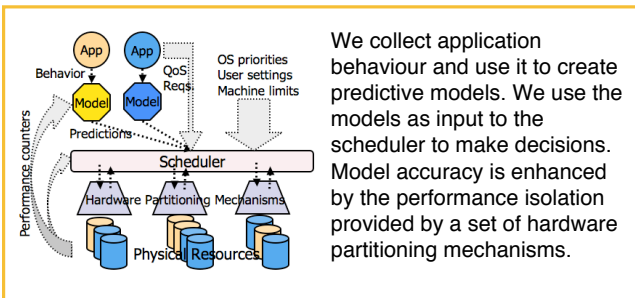 App
App
Behavior
QoS
Reqs.
OS priorities
User settings
Machine limits
Model
Model
Predictions
Performance counters
Scheduler
Hardware Partitioning Mechanisms
Physical Resources
We collect application
behaviour and use it to create
predictive models. We use the
models as input to the
scheduler to make decisions.
Model accuracy is enhanced
by the performance isolation
provided by a set of hardware
partitioning mechanisms.